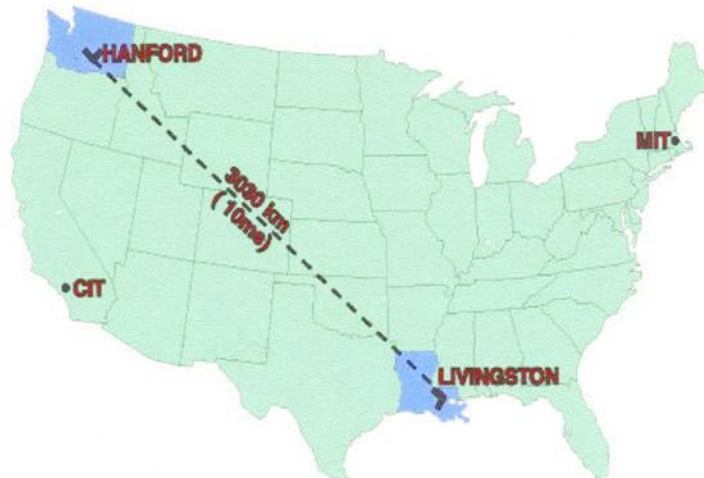 HANFORD
MIT
3030 km
( 10ms)
CIT
LIVINGSTON